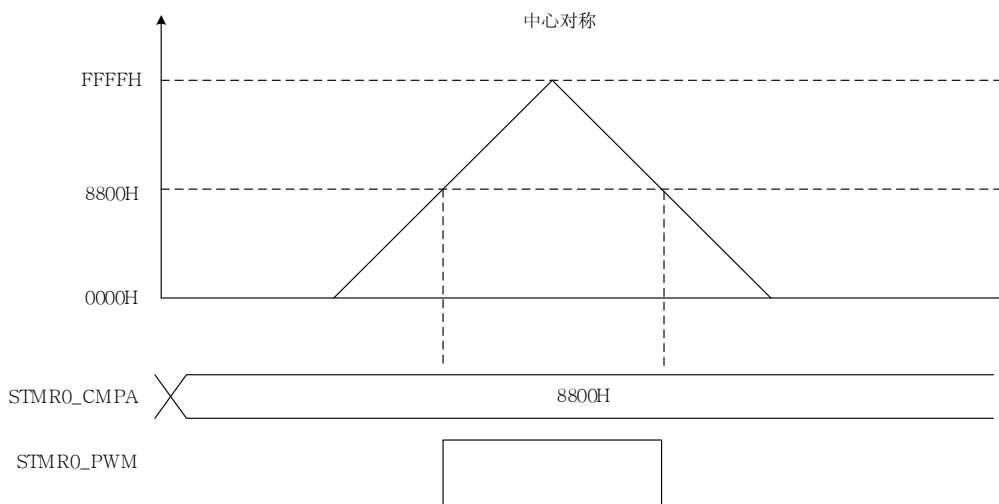 中心对称
FFFFH
8800H
0000H
STMR0_CMPA
8800H
STMR0_PWM